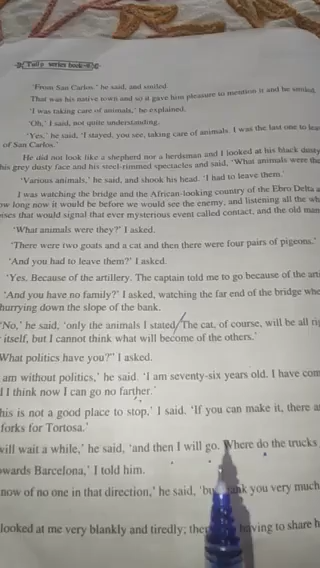 Tulip series book-8
'From San Carlos,' he said, and smiled.
That was his native town and so it gave him pleasure to mention it and he smiled.
'I was taking care of animals,' he explained.
'Oh,' I said, not quite understanding.
'Yes,' he said, 'I stayed, you see, taking care of animals. I was the last one to lea
of San Carlos.'
He did not look like a shepherd nor a herdsman and I looked at his black dusty
his grey dusty face and his steel-rimmed spectacles and said, 'What animals were the
'Various animals,' he said, and shook his head. 'I had to leave them.'
I was watching the bridge and the African-looking country of the Ebro Delta a
ow long now it would be before we would see the enemy, and listening all the wh
oises that would signal that ever mysterious event called contact, and the old man
'What animals were they?' I asked.
'There were two goats and a cat and then there were four pairs of pigeons.'
'And you had to leave them?' I asked.
'Yes. Because of the artillery. The captain told me to go because of the arti
'And you have no family?' I asked, watching the far end of the bridge whe
hurrying down the slope of the bank.
'No,' he said, 'only the animals I stated. The cat, of course, will be all rig
itself, but I cannot think what will become of the others.'
What politics have you?" I asked.
am without politics,' he said. 'I am seventy-six years old. I have com
I think now I can go no farther.'
his is not a good place to stop,' I said. 'If you can make it, there a
forks for Tortosa.'
will wait a while,' he said, 'and then I will go. Where do the trucks
owards Barcelona,' I told him.
now of no one in that direction,' he said, 'but thank you very much
looked at me very blankly and tiredly; then having to share h